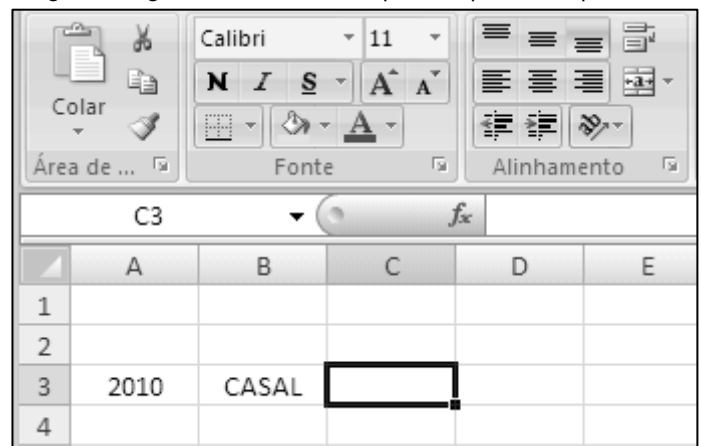 Calibri 11
N I S A A
Colar
A
Área de ... Fonte Alinhamento
C3 fx
A B C D E
1
2
3 2010 CASAL
4